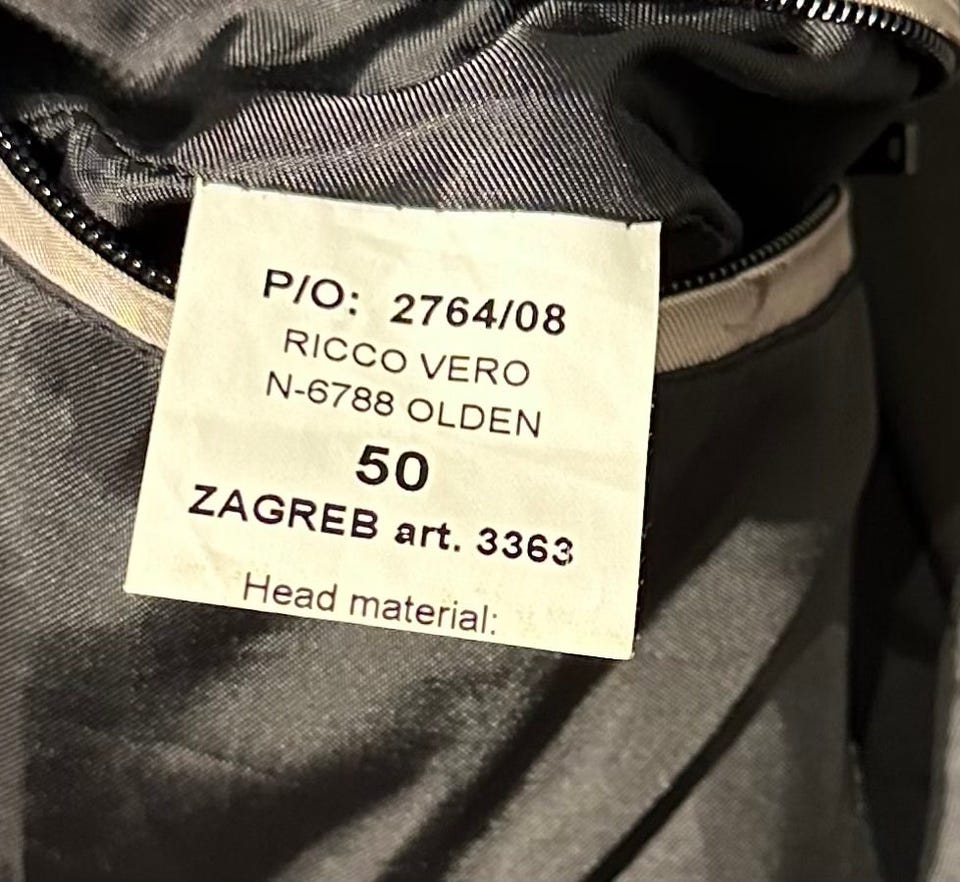 P/O: 2764/08
RICCO VERO
N-6788 OLDEN
50
ZAGREB art. 3363
Head material: